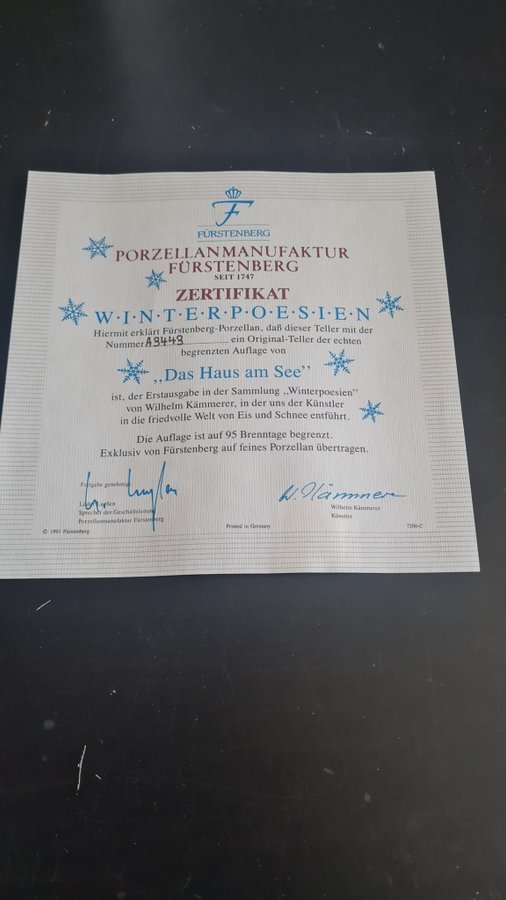 F
FÜRSTENBERG
PORZELLANMANUFAKTUR
FÜRSTENBERG
SEIT 1747
ZERTIFIKAT
W·I·N·T·E·R·P·O·E·S·I·E·N
Hiermit erklärt Fürstenberg-Porzellan, daß dieser Teller mit der
Nummer A9449 ein Original-Teller der echten
begrenzten Auflage von
„Das Haus am See”
ist, der Erstausgabe in der Sammlung „Winterpoesien”
von Wilhelm Kämmerer, in der uns der Künstler
in die friedvolle Welt von Eis und Schnee entführt.
Die Auflage ist auf 95 Brenntage begrenzt.
Exklusiv von Fürstenberg auf feines Porzellan übertragen.
Freigabe genehmigt
W. Kämmerer
Sprecher der Geschäftsleitung
Porzellanmanufaktur Fürstenberg
Wilhelm Kämmerer
Künstler
© 1991 Fürstenberg
Printed in Germany
7200-C